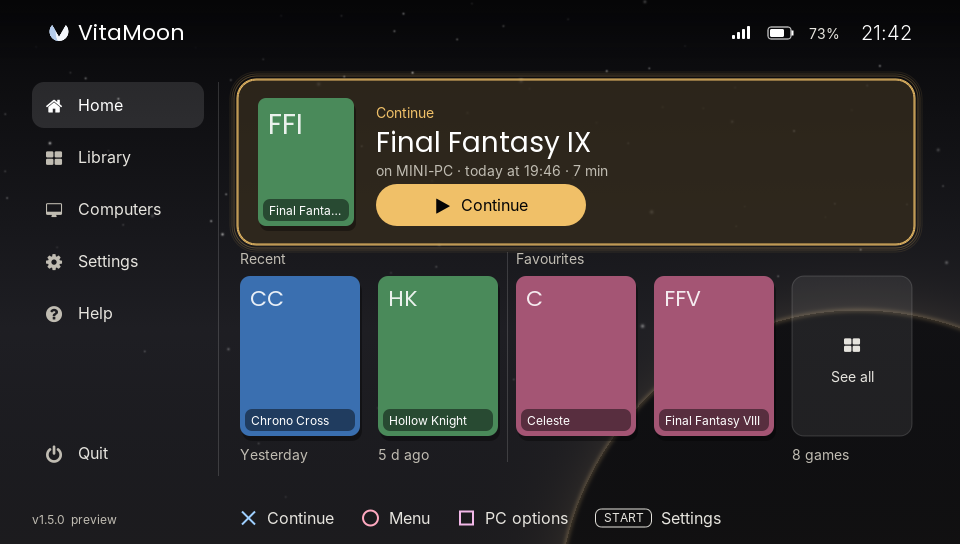 VitaMoon
73%
21:42
Home
Library
Computers
Settings
Help
Quit
v1.5.0 preview
FFI
Final Fanta...
Continue
Final Fantasy IX
on MINI-PC · today at 19:46 · 7 min
Continue
Recent
Favourites
CC
Chrono Cross
Yesterday
HK
Hollow Knight
5 d ago
C
Celeste
FFV
Final Fantasy VIII
See all
8 games
Continue
Menu
PC options
START
Settings